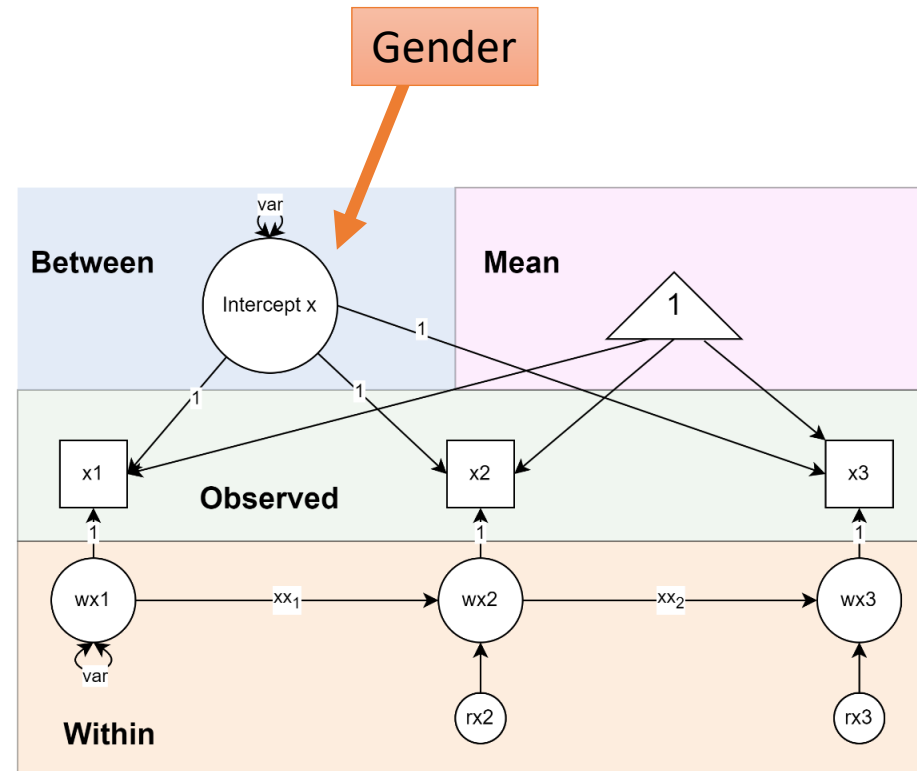 Gender
var
Between
Mean
Intercept x
1
1
1
1
x1
x2
x3
Observed
1
1
1
wx1
xx1
wx2
xx2
wx3
var
rx2
rx3
Within